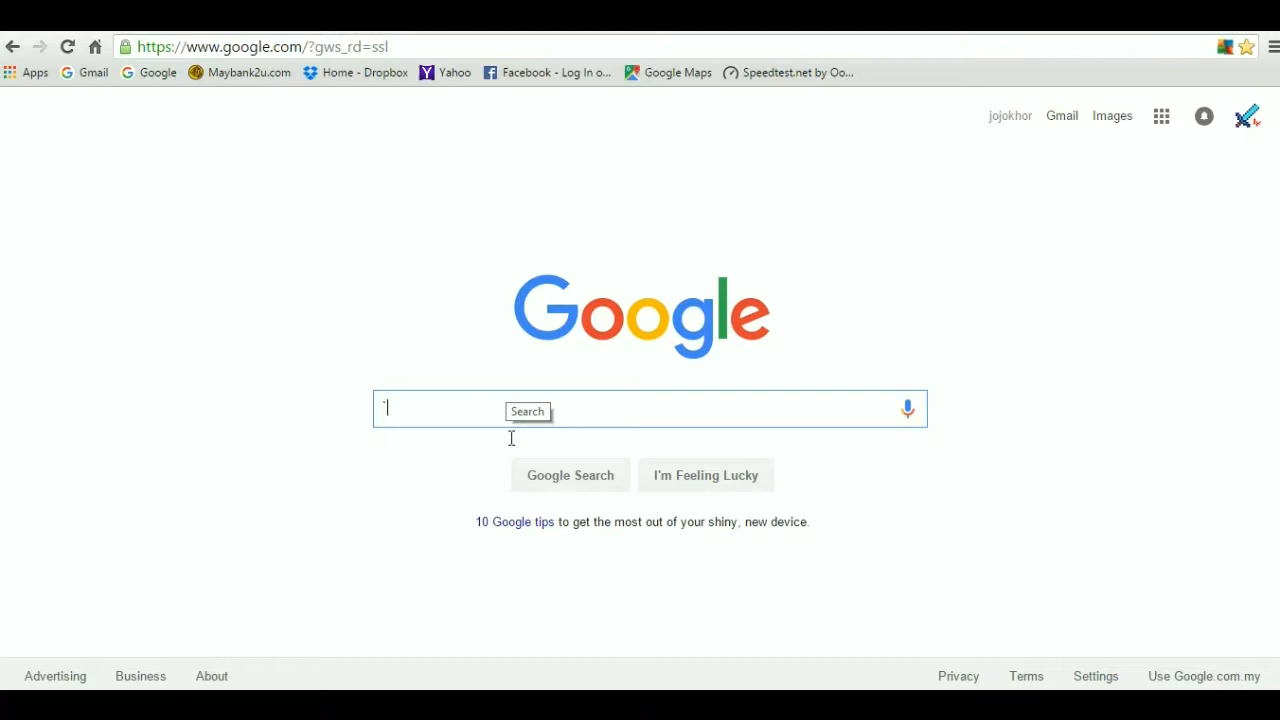 https://www.google.com/?gws_rd=ssl
Apps Gmail Google Maybank2u.com Home - Dropbox Yahoo Facebook - Log In o... Google Maps Speedtest.net by Oo...
jojokhor Gmail Images
Google
`
Search
Google Search I'm Feeling Lucky
10 Google tips to get the most out of your shiny, new device.
Advertising Business About Privacy Terms Settings Use Google.com.my